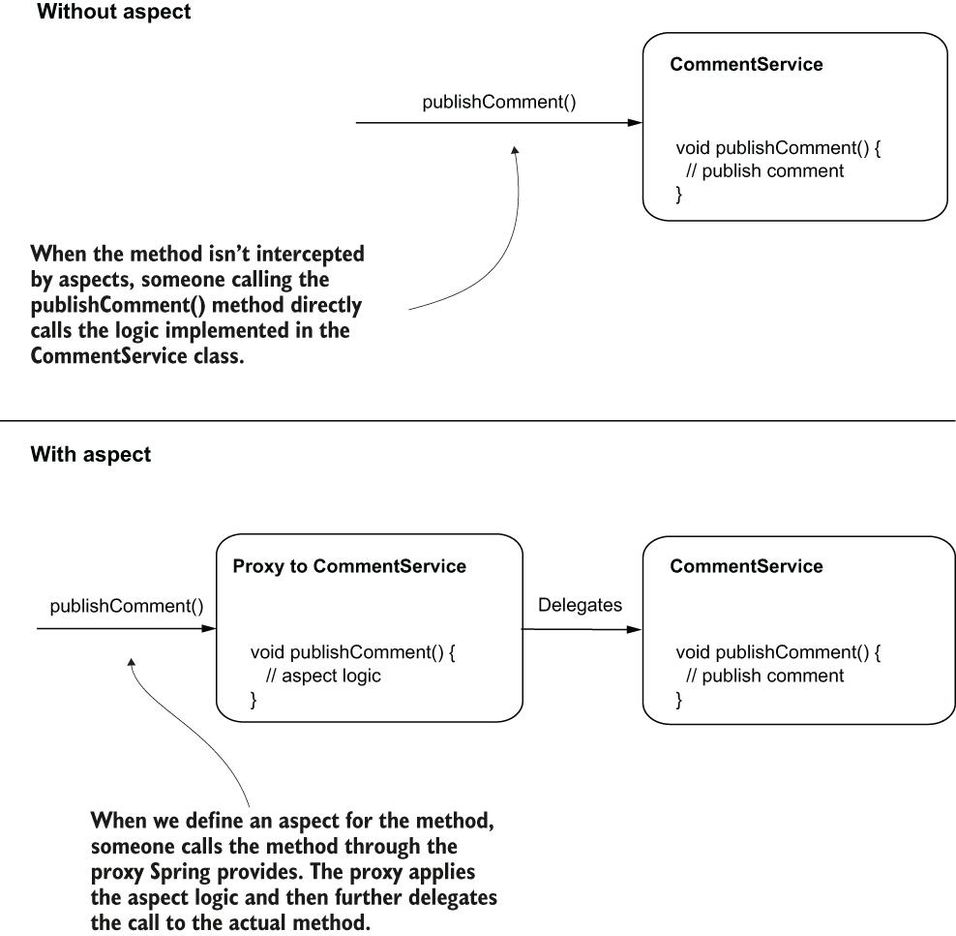 Without aspect
publishComment()
CommentService
void publishComment() {
// publish comment
}
When the method isn’t intercepted
by aspects, someone calling the
publishComment() method directly
calls the logic implemented in the
CommentService class.
With aspect
publishComment()
Proxy to CommentService
void publishComment() {
// aspect logic
}
Delegates
CommentService
void publishComment() {
// publish comment
}
When we define an aspect for the method,
someone calls the method through the
proxy Spring provides. The proxy applies
the aspect logic and then further delegates
the call to the actual method.